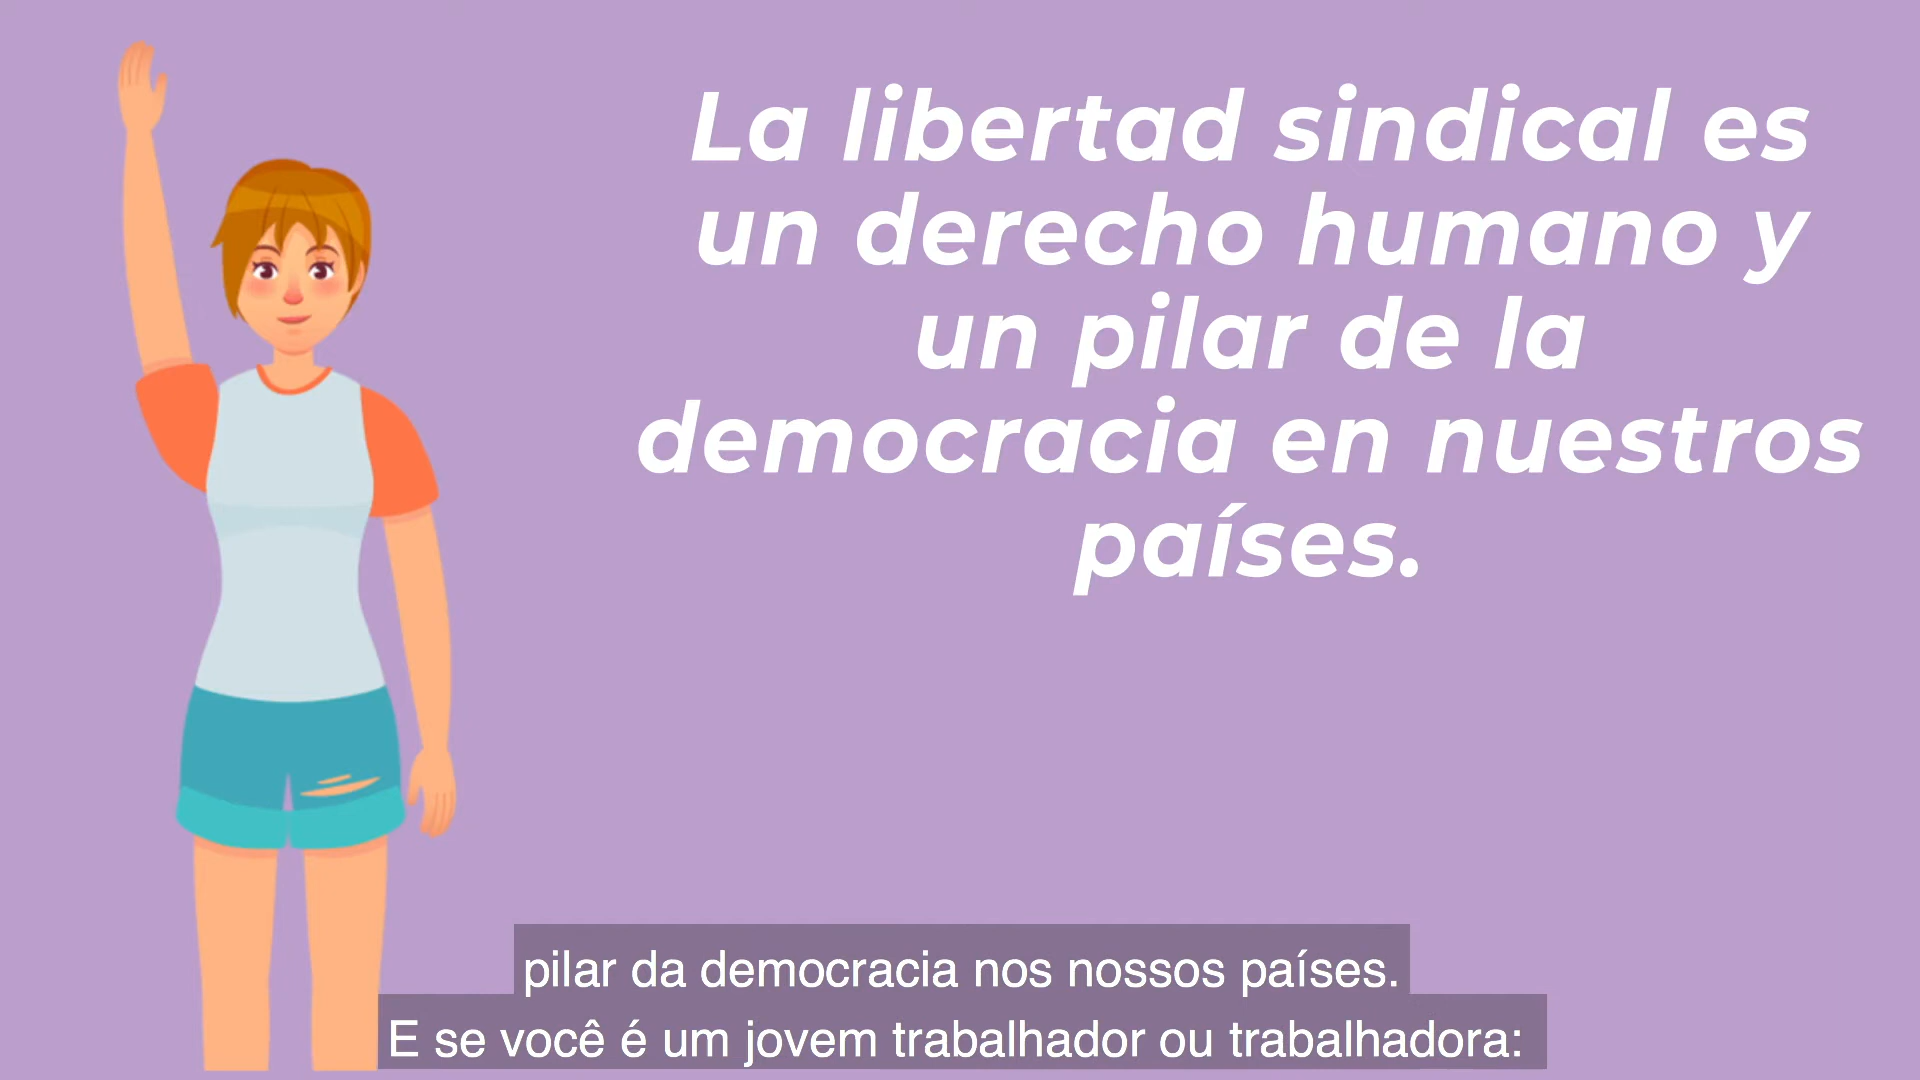 La libertad sindical es
un derecho humano y
un pilar de la
democracia en nuestros
países.
pilar da democracia nos nossos países.
E se você é um jovem trabalhador ou trabalhadora: